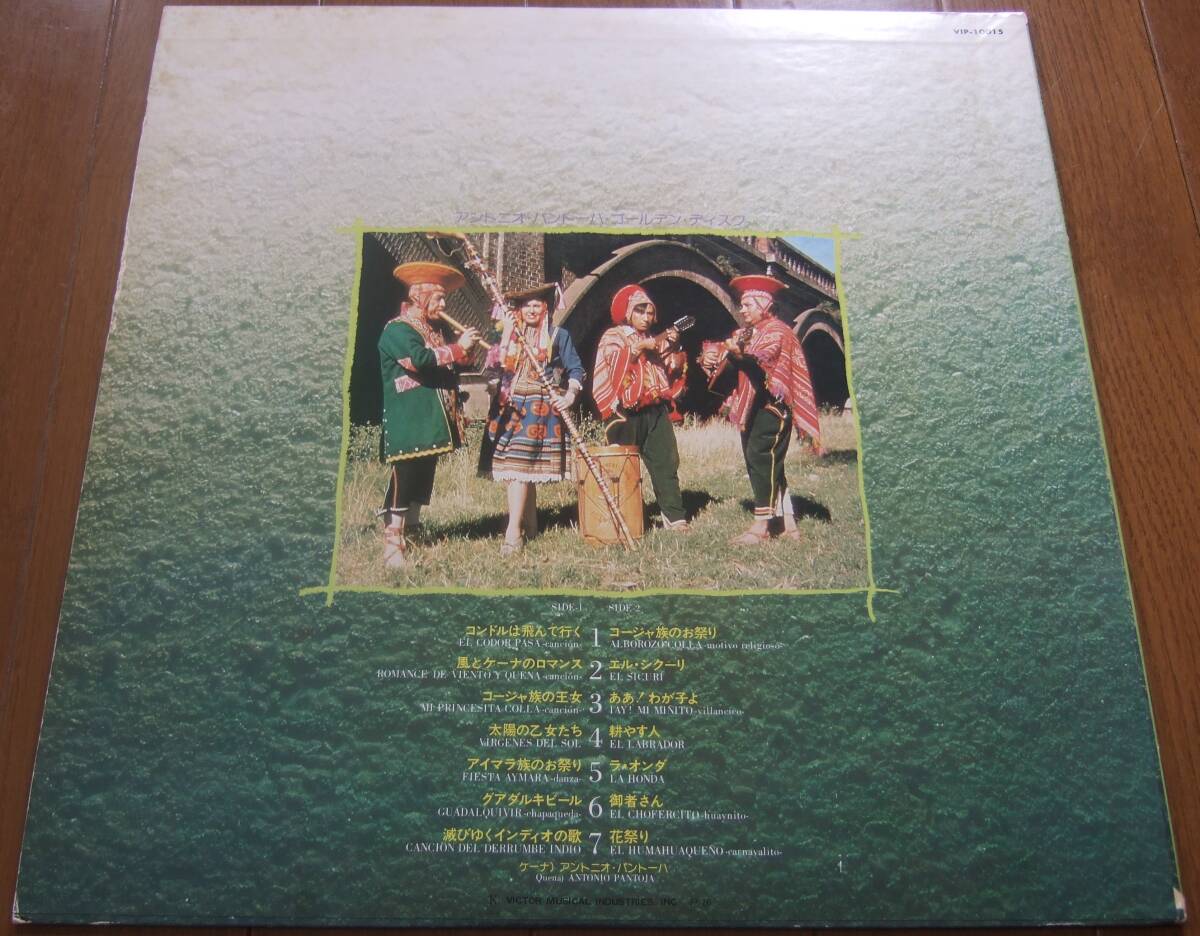 VIP-10015
アントニオ・パントーハ・ゴールデン・ディスク
SIDE-1 SIDE-2
コンドルは飛んで行く 1 コージャ族のお祭り
EL CODOR PASA -canción- ALBOROZO COLLA -motivo religioso-
風とケーナのロマンス 2 エル・シクーリ
ROMANCE DE VIENTO Y QUENA -canción- EL SICURI
コージャ族の王女 3 ああ!わが子よ
MI PRINCESITA COLLA -canción- ¡AY! MI MIÑITO -villancico-
太陽の乙女たち 4 耕やす人
VIRGENES DEL SOL EL LABRADOR
アイマラ族のお祭り 5 ラ・オンダ
FIESTA AYMARA -danza- LA HONDA
グアダルキビール 6 御者さん
GUADALQUIVIR -chapaqueda- EL CHOFERCITO -huaynito-
滅びゆくインディオの歌 7 花祭り
CANCION DEL DERRUMBE INDIO EL HUMAHUAQUEÑO -carnavalito-
ケーナ) アントニオ・パントーハ
Quena) ANTONIO PANTOJA
K VICTOR MUSICAL INDUSTRIES, INC.